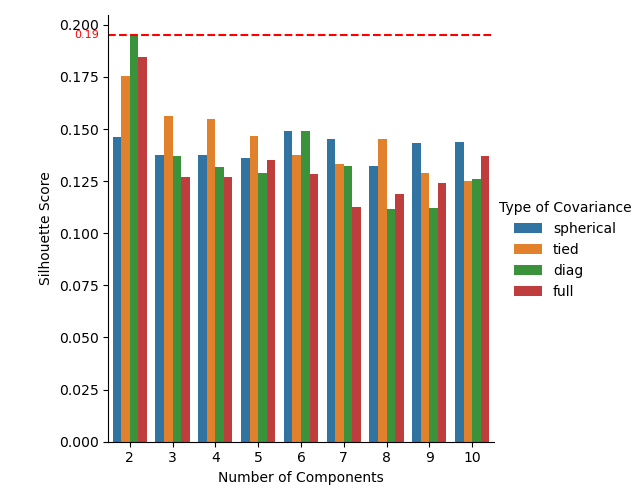 0.200
0.19
0.175
0.150
0.125
0.100
0.075
0.050
0.025
0.000
Silhouette Score
2 3 4 5 6 7 8 9 10
Number of Components
Type of Covariance
spherical
tied
diag
full